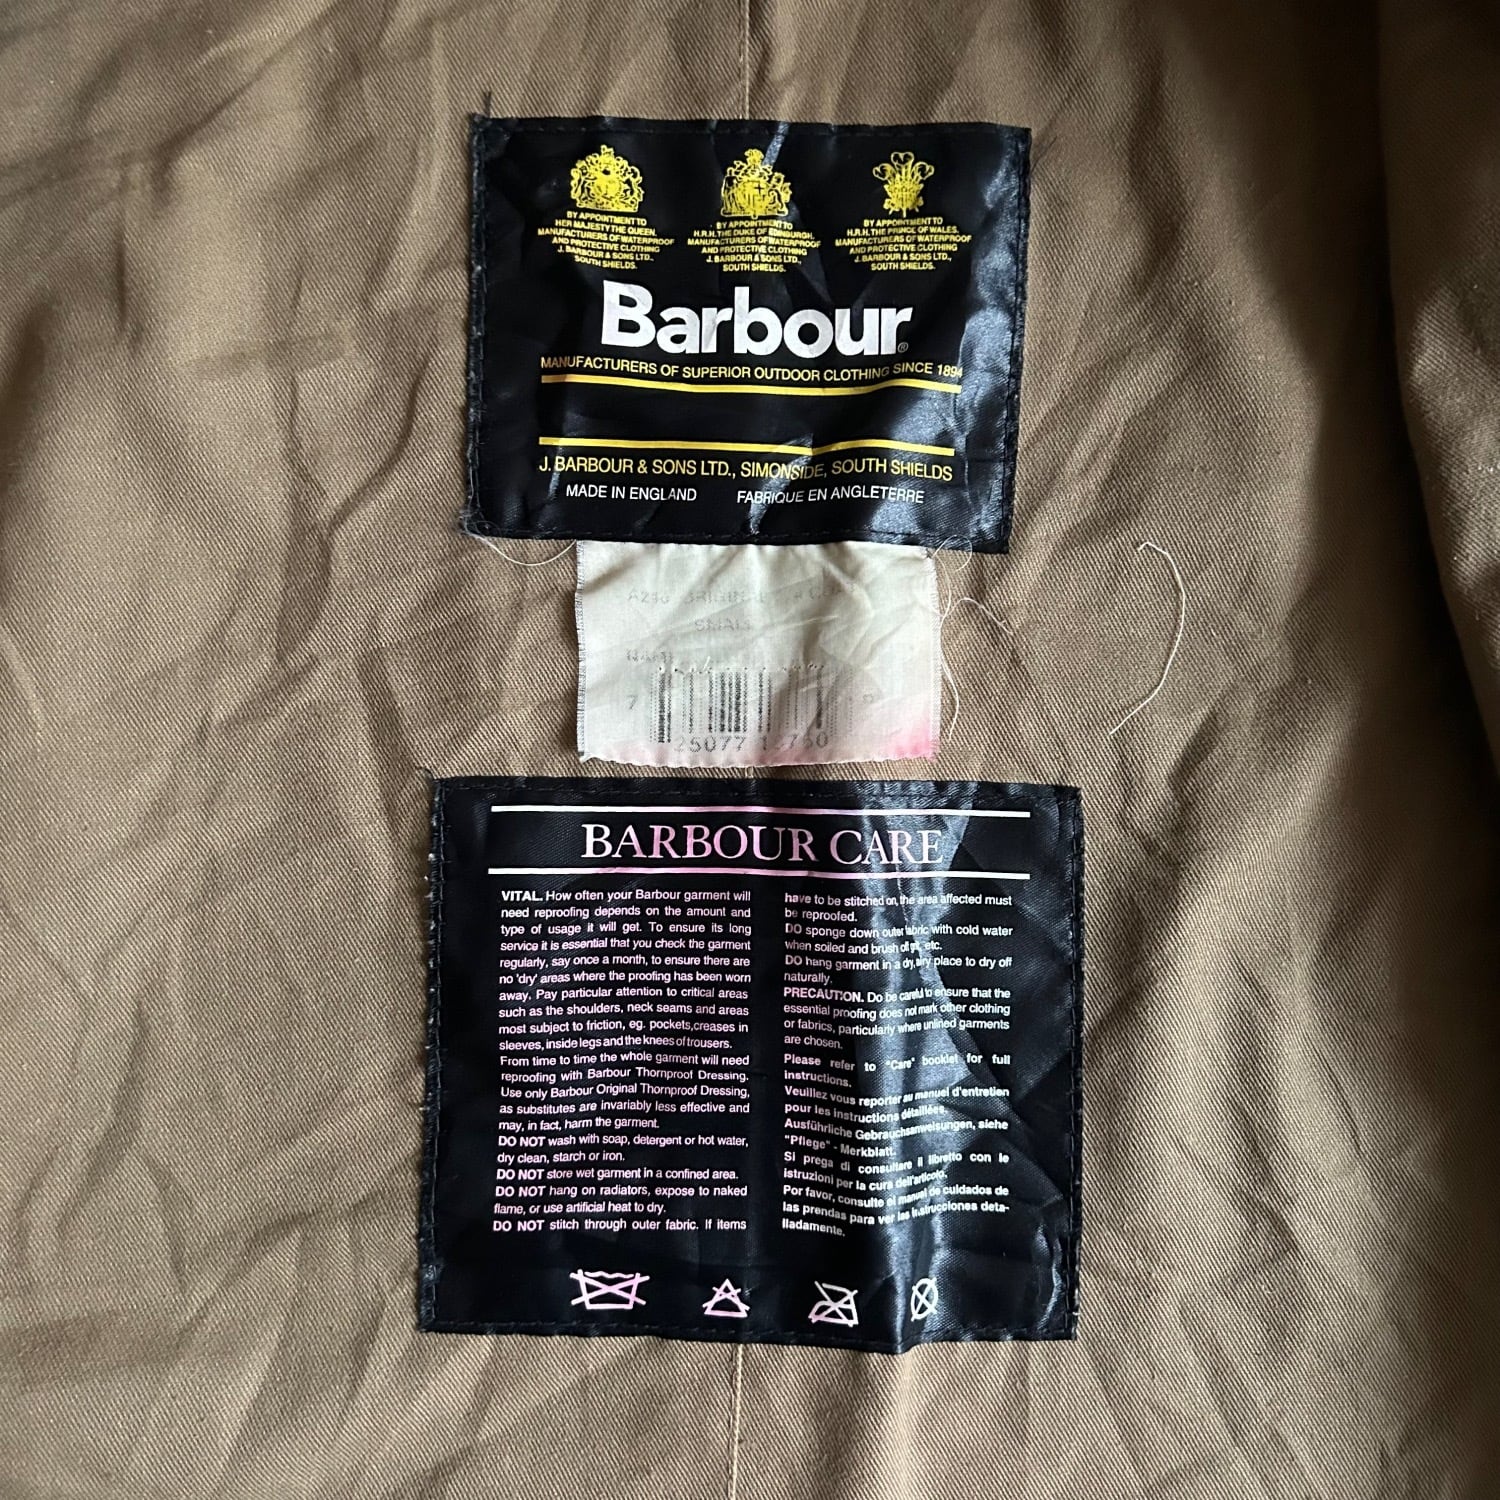 BY APPOINTMENT TO
HER MAJESTY THE QUEEN.
MANUFACTURERS OF WATERPROOF
AND PROTECTIVE CLOTHING
J. BARBOUR & SONS LTD.,
SOUTH SHIELDS.
BY APPOINTMENT TO
H.R.H. THE DUKE OF EDINBURGH.
MANUFACTURERS OF WATERPROOF
AND PROTECTIVE CLOTHING
J. BARBOUR & SONS LTD.,
SOUTH SHIELDS.
BY APPOINTMENT TO
H.R.H. THE PRINCE OF WALES.
MANUFACTURERS OF WATERPROOF
AND PROTECTIVE CLOTHING
J. BARBOUR & SONS LTD.,
SOUTH SHIELDS.
Barbour®
MANUFACTURERS OF SUPERIOR OUTDOOR CLOTHING SINCE 1894
J. BARBOUR & SONS LTD., SIMONSIDE, SOUTH SHIELDS
MADE IN ENGLAND FABRIQUE EN ANGLETERRE
SMALL
7
25077
BARBOUR CARE
VITAL. How often your Barbour garment will
need reproofing depends on the amount and
type of usage it will get. To ensure its long
service it is essential that you check the garment
regularly, say once a month, to ensure there are
no 'dry' areas where the proofing has been worn
away. Pay particular attention to critical areas
such as the shoulders, neck seams and areas
most subject to friction, eg. pockets,creases in
sleeves, inside legs and the knees of trousers.
From time to time the whole garment will need
reproofing with Barbour Thornproof Dressing.
Use only Barbour Original Thornproof Dressing,
as substitutes are invariably less effective and
may, in fact, harm the garment.
DO NOT wash with soap, detergent or hot water,
dry clean, starch or iron.
DO NOT store wet garment in a confined area.
DO NOT hang on radiators, expose to naked
flame, or use artificial heat to dry.
DO NOT stitch through outer fabric. If items
have to be stitched on, the area affected must
be reproofed.
DO sponge down outer fabric with cold water
when soiled and brush off grit, etc.
DO hang garment in a dry, airy place to dry off
naturally.
PRECAUTION. Do be careful to ensure that the
essential proofing does not mark other clothing
or fabrics, particularly where unlined garments
are chosen.
Please refer to "Care" booklet for full
instructions.
Veuillez vous reporter au manuel d'entretien
pour les instructions détaillées.
Ausführliche Gebrauchsanweisungen, siehe
"Pflege" - Merkblatt.
Si prega di consultare il libretto con le
istruzioni per la cura dell'articolo.
Por favor, consulte el manual de cuidados de
las prendas para ver las instrucciones deta-
lladamente.